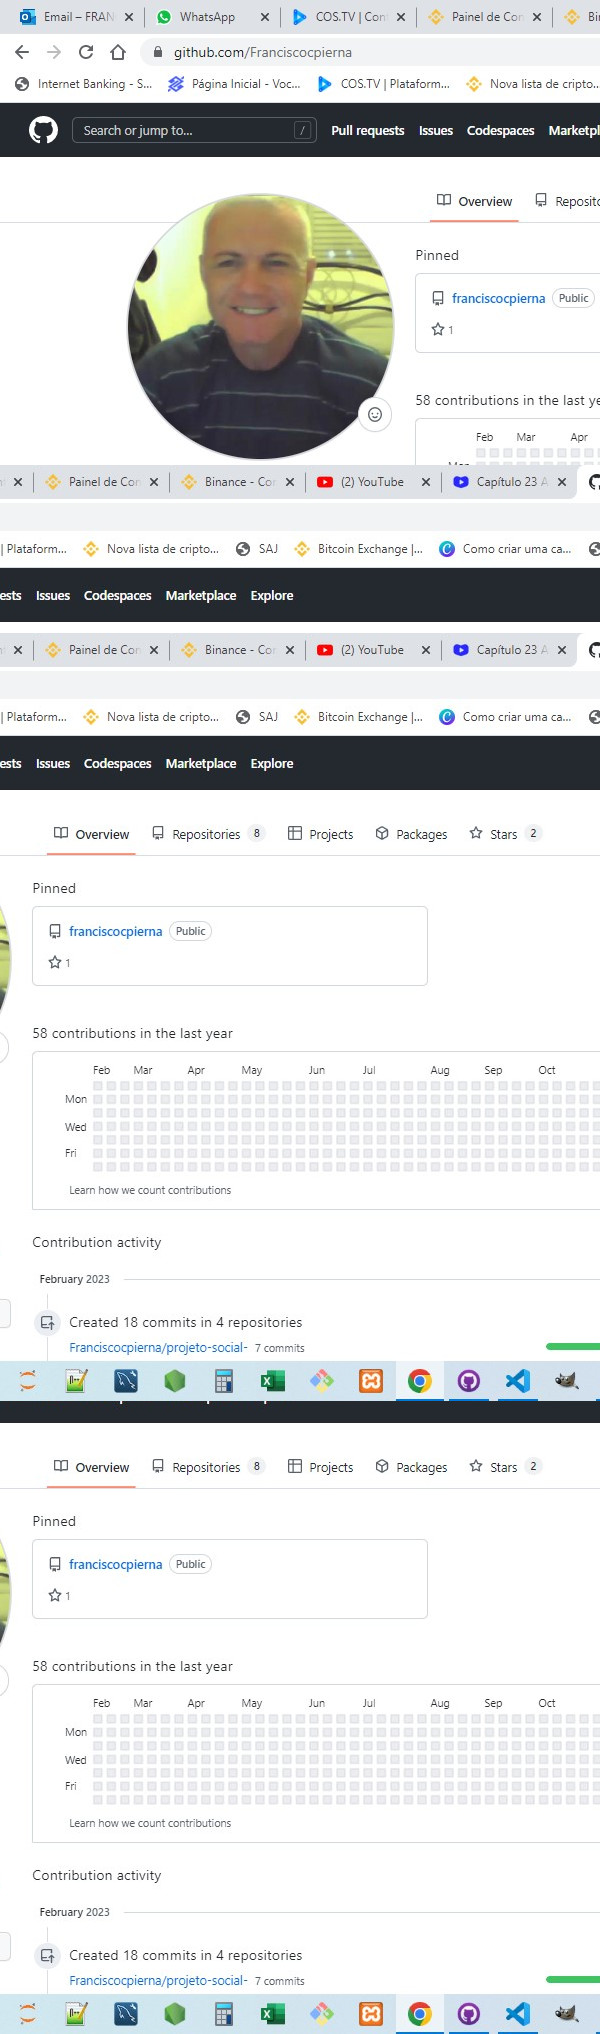 Email – FRAN WhatsApp COS.TV | Con Painel de Con Bi
github.com/Franciscocpierna
Internet Banking - S... Página Inicial - Voc... COS.TV | Plataform... Nova lista de cripto...
Search or jump to... / Pull requests Issues Codespaces Marketpl
Overview Reposito
Pinned
franciscocpierna Public
1
58 contributions in the last ye
Feb Mar Apr
Mon
Painel de Con Binance - Con (2) YouTube Capítulo 23 A
| Plataform... Nova lista de cripto... SAJ Bitcoin Exchange |... Como criar uma ca...
ests Issues Codespaces Marketplace Explore
Painel de Con Binance - Con (2) YouTube Capítulo 23 A
| Plataform... Nova lista de cripto... SAJ Bitcoin Exchange |... Como criar uma ca...
ests Issues Codespaces Marketplace Explore
Overview Repositories 8 Projects Packages Stars 2
Pinned
franciscocpierna Public
1
58 contributions in the last year
Feb Mar Apr May Jun Jul Aug Sep Oct
Mon
Wed
Fri
Learn how we count contributions
Contribution activity
February 2023
Created 18 commits in 4 repositories
Franciscocpierna/projeto-social- 7 commits
Overview Repositories 8 Projects Packages Stars 2
Pinned
franciscocpierna Public
1
58 contributions in the last year
Feb Mar Apr May Jun Jul Aug Sep Oct
Mon
Wed
Fri
Learn how we count contributions
Contribution activity
February 2023
Created 18 commits in 4 repositories
Franciscocpierna/projeto-social- 7 commits